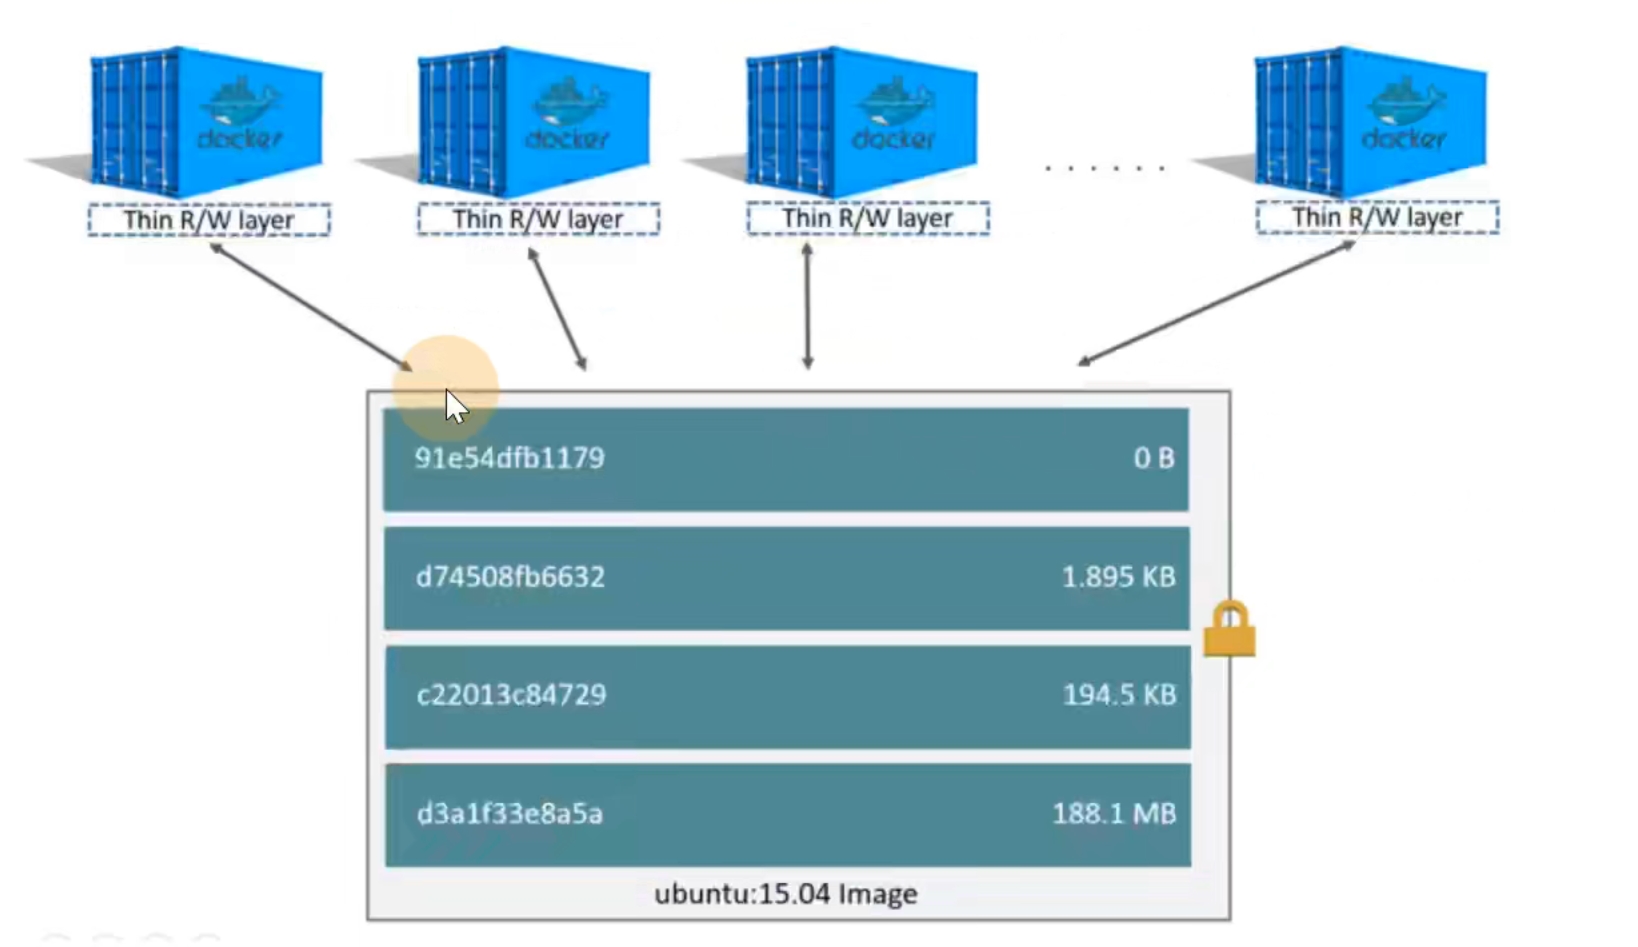 docker docker docker docker
Thin R/W layer Thin R/W layer Thin R/W layer ...... Thin R/W layer
91e54dfb1179 0 B
d74508fb6632 1.895 KB
c22013c84729 194.5 KB
d3a1f33e8a5a 188.1 MB
ubuntu:15.04 Image